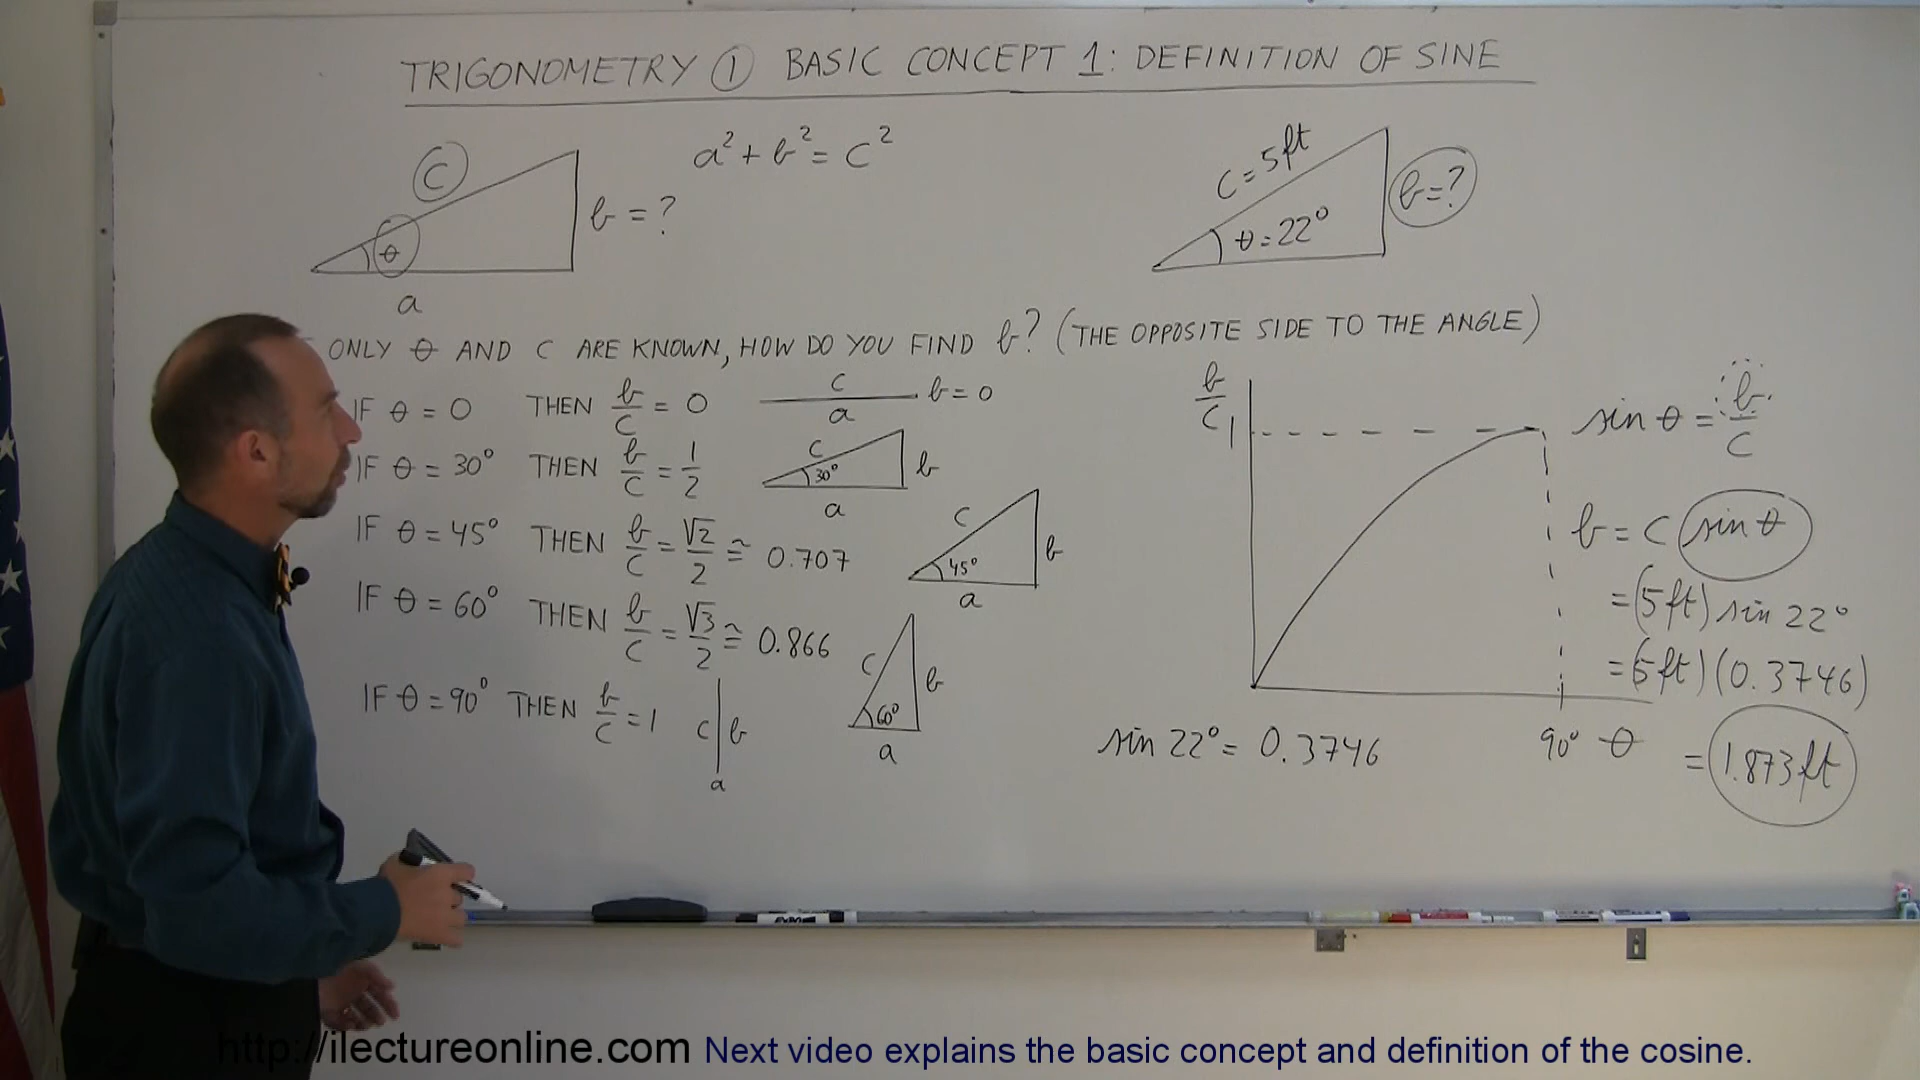 TRIGONOMETRY ① BASIC CONCEPT 1: DEFINITION OF SINE
c
θ
b = ?
a
a² + b² = c²
c = 5ft
θ = 22°
b = ?
ONLY θ AND c ARE KNOWN, HOW DO YOU FIND b? (THE OPPOSITE SIDE TO THE ANGLE)
IF θ = 0 THEN b/c = 0
c
a
b = 0
IF θ = 30° THEN b/c = 1/2
c
30°
b
a
IF θ = 45° THEN b/c = √2/2 ≅ 0.707
c
45°
b
a
IF θ = 60° THEN b/c = √3/2 ≅ 0.866
c
60°
b
a
IF θ = 90° THEN b/c = 1
c b
a
b/c
1
90° θ
sin 22° = 0.3746
sin θ = b/c
b = c sin θ
= (5ft) sin 22°
= (5ft)(0.3746)
= 1.873ft
EXPO
http://ilectureonline.com Next video explains the basic concept and definition of the cosine.